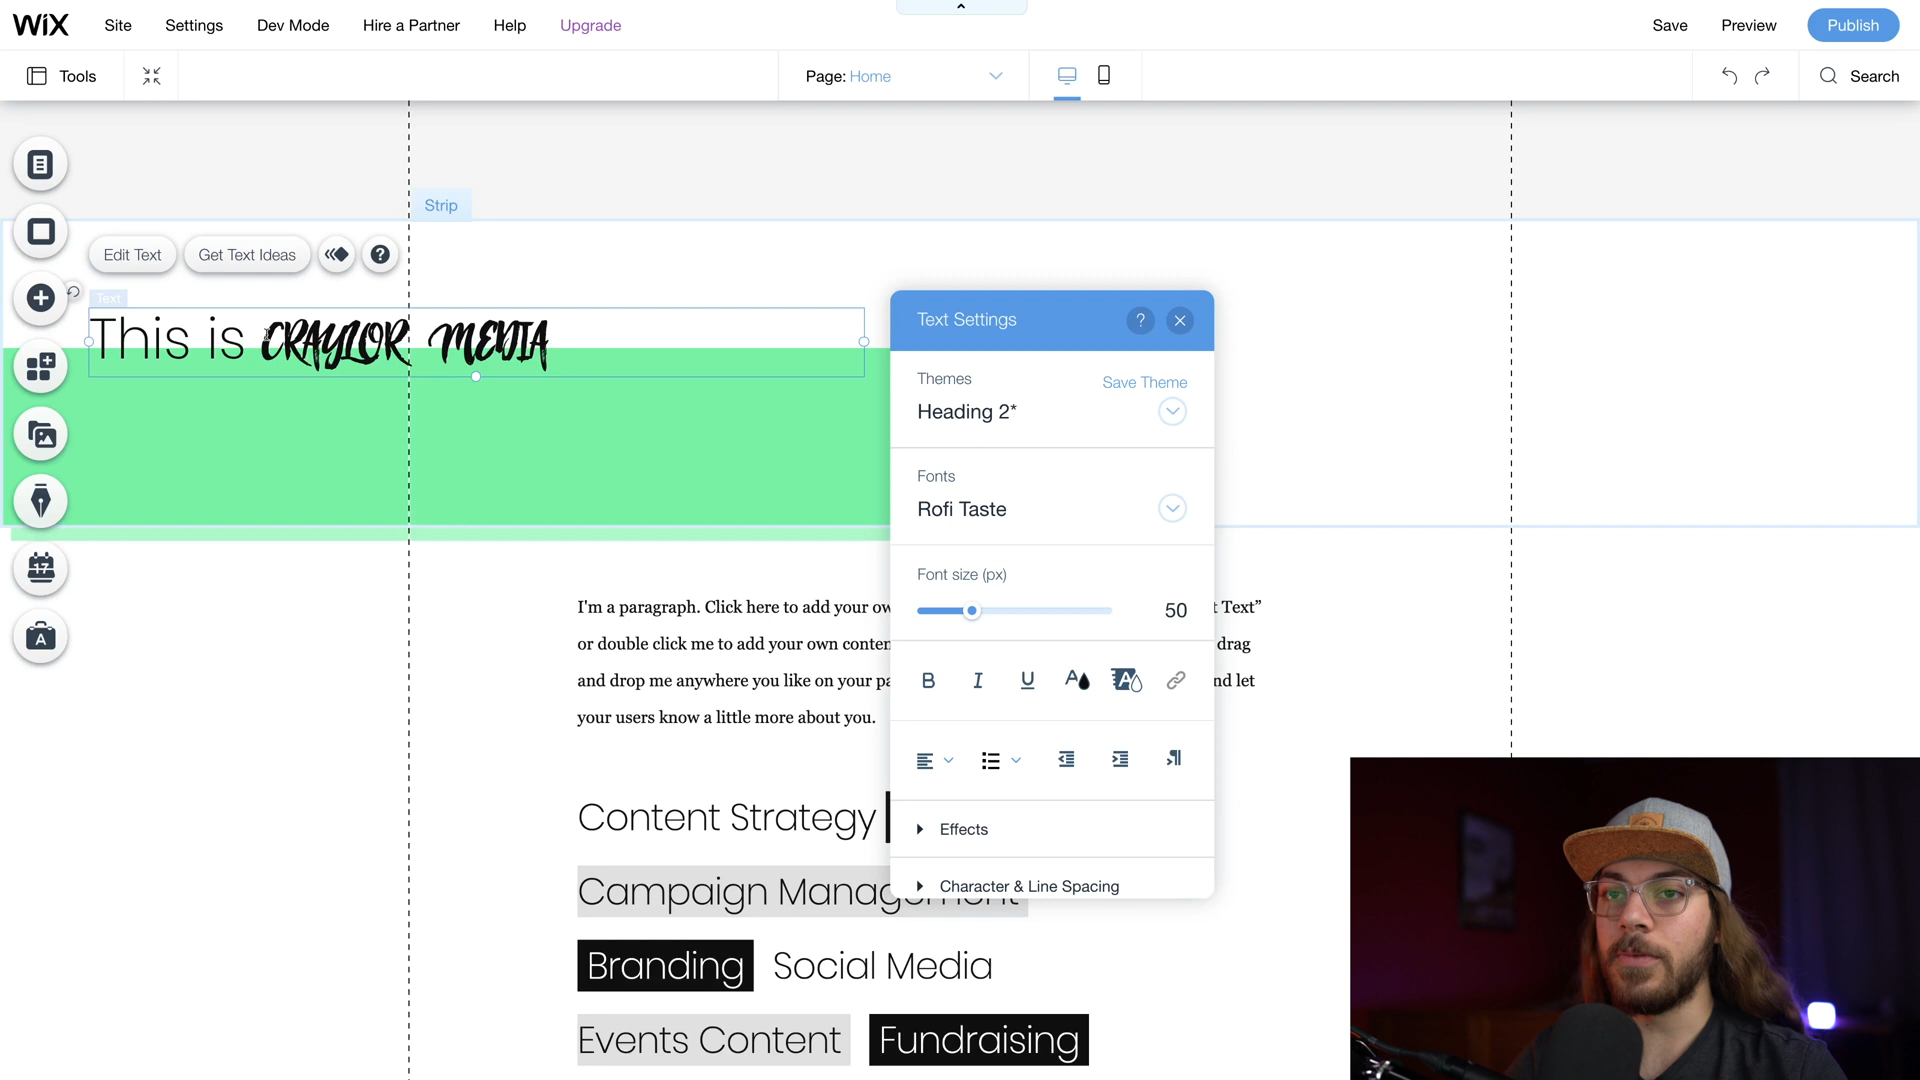 WiX Site Settings Dev Mode Hire a Partner Help Upgrade Save Preview Publish
Tools Page: Home Search
Strip
Edit Text Get Text Ideas ?
Text
This is CRAYLOR MEDIA
Text Settings ?
Themes Save Theme
Heading 2*
Fonts
Rofi Taste
Font size (px)
50
B I U A A
17
A
Effects
Character & Line Spacing
I'm a paragraph. Click here to add your ow t Text”
or double click me to add your own conten drag
and drop me anywhere you like on your pa nd let
your users know a little more about you.
Content Strategy
Campaign Management
Branding Social Media
Events Content Fundraising